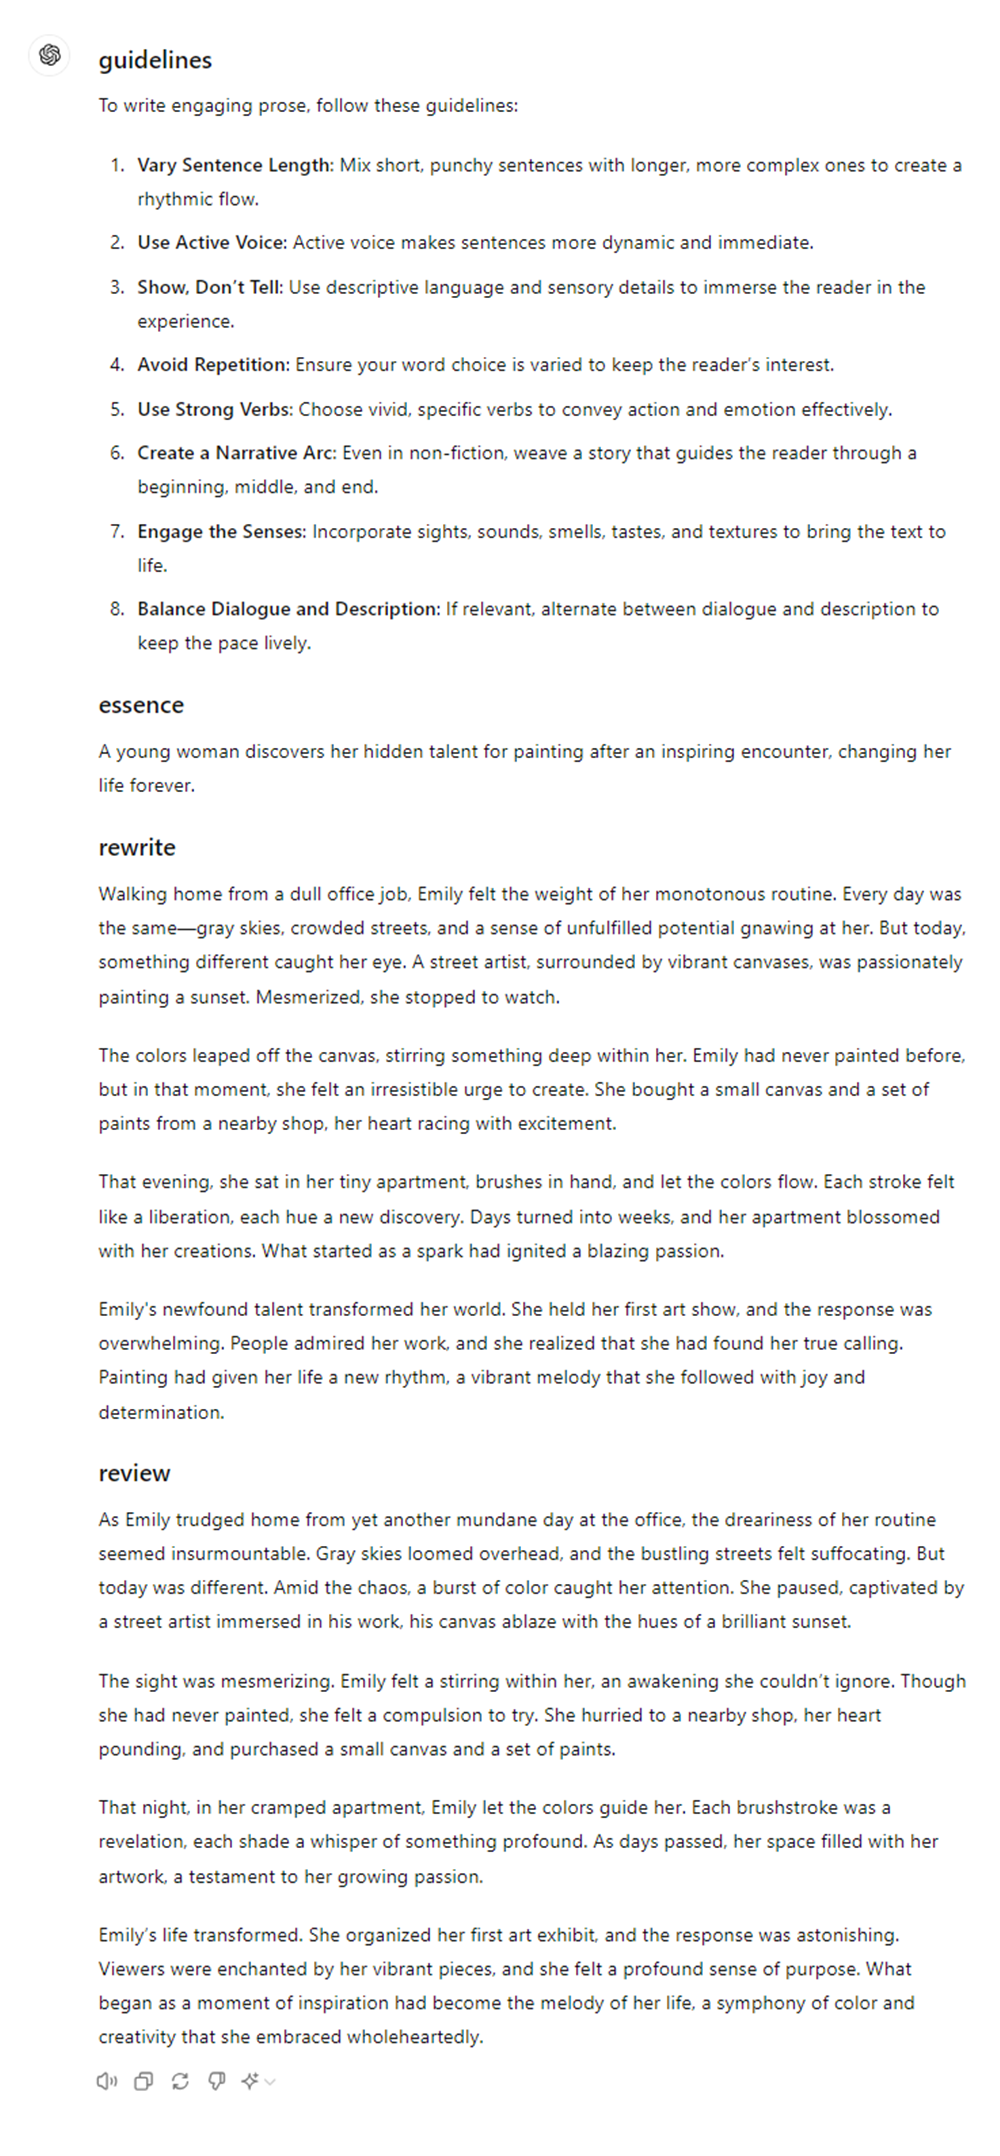 guidelines
To write engaging prose, follow these guidelines:
1. Vary Sentence Length: Mix short, punchy sentences with longer, more complex ones to create a
rhythmic flow.
2. Use Active Voice: Active voice makes sentences more dynamic and immediate.
3. Show, Don't Tell: Use descriptive language and sensory details to immerse the reader in the
experience.
4. Avoid Repetition: Ensure your word choice is varied to keep the reader's interest.
5. Use Strong Verbs: Choose vivid, specific verbs to convey action and emotion effectively.
6. Create a Narrative Arc: Even in non-fiction, weave a story that guides the reader through a
beginning, middle, and end.
7. Engage the Senses: Incorporate sights, sounds, smells, tastes, and textures to bring the text to
life.
8. Balance Dialogue and Description: If relevant, alternate between dialogue and description to
keep the pace lively.
essence
A young woman discovers her hidden talent for painting after an inspiring encounter, changing her
life forever.
rewrite
Walking home from a dull office job, Emily felt the weight of her monotonous routine. Every day was
the same—gray skies, crowded streets, and a sense of unfulfilled potential gnawing at her. But today,
something different caught her eye. A street artist, surrounded by vibrant canvases, was passionately
painting a sunset. Mesmerized, she stopped to watch.
The colors leaped off the canvas, stirring something deep within her. Emily had never painted before,
but in that moment, she felt an irresistible urge to create. She bought a small canvas and a set of
paints from a nearby shop, her heart racing with excitement.
That evening, she sat in her tiny apartment, brushes in hand, and let the colors flow. Each stroke felt
like a liberation, each hue a new discovery. Days turned into weeks, and her apartment blossomed
with her creations. What started as a spark had ignited a blazing passion.
Emily's newfound talent transformed her world. She held her first art show, and the response was
overwhelming. People admired her work, and she realized that she had found her true calling.
Painting had given her life a new rhythm, a vibrant melody that she followed with joy and
determination.
review
As Emily trudged home from yet another mundane day at the office, the dreariness of her routine
seemed insurmountable. Gray skies loomed overhead, and the bustling streets felt suffocating. But
today was different. Amid the chaos, a burst of color caught her attention. She paused, captivated by
a street artist immersed in his work, his canvas ablaze with the hues of a brilliant sunset.
The sight was mesmerizing. Emily felt a stirring within her, an awakening she couldn't ignore. Though
she had never painted, she felt a compulsion to try. She hurried to a nearby shop, her heart
pounding, and purchased a small canvas and a set of paints.
That night, in her cramped apartment, Emily let the colors guide her. Each brushstroke was a
revelation, each shade a whisper of something profound. As days passed, her space filled with her
artwork, a testament to her growing passion.
Emily's life transformed. She organized her first art exhibit, and the response was astonishing.
Viewers were enchanted by her vibrant pieces, and she felt a profound sense of purpose. What
began as a moment of inspiration had become the melody of her life, a symphony of color and
creativity that she embraced wholeheartedly.